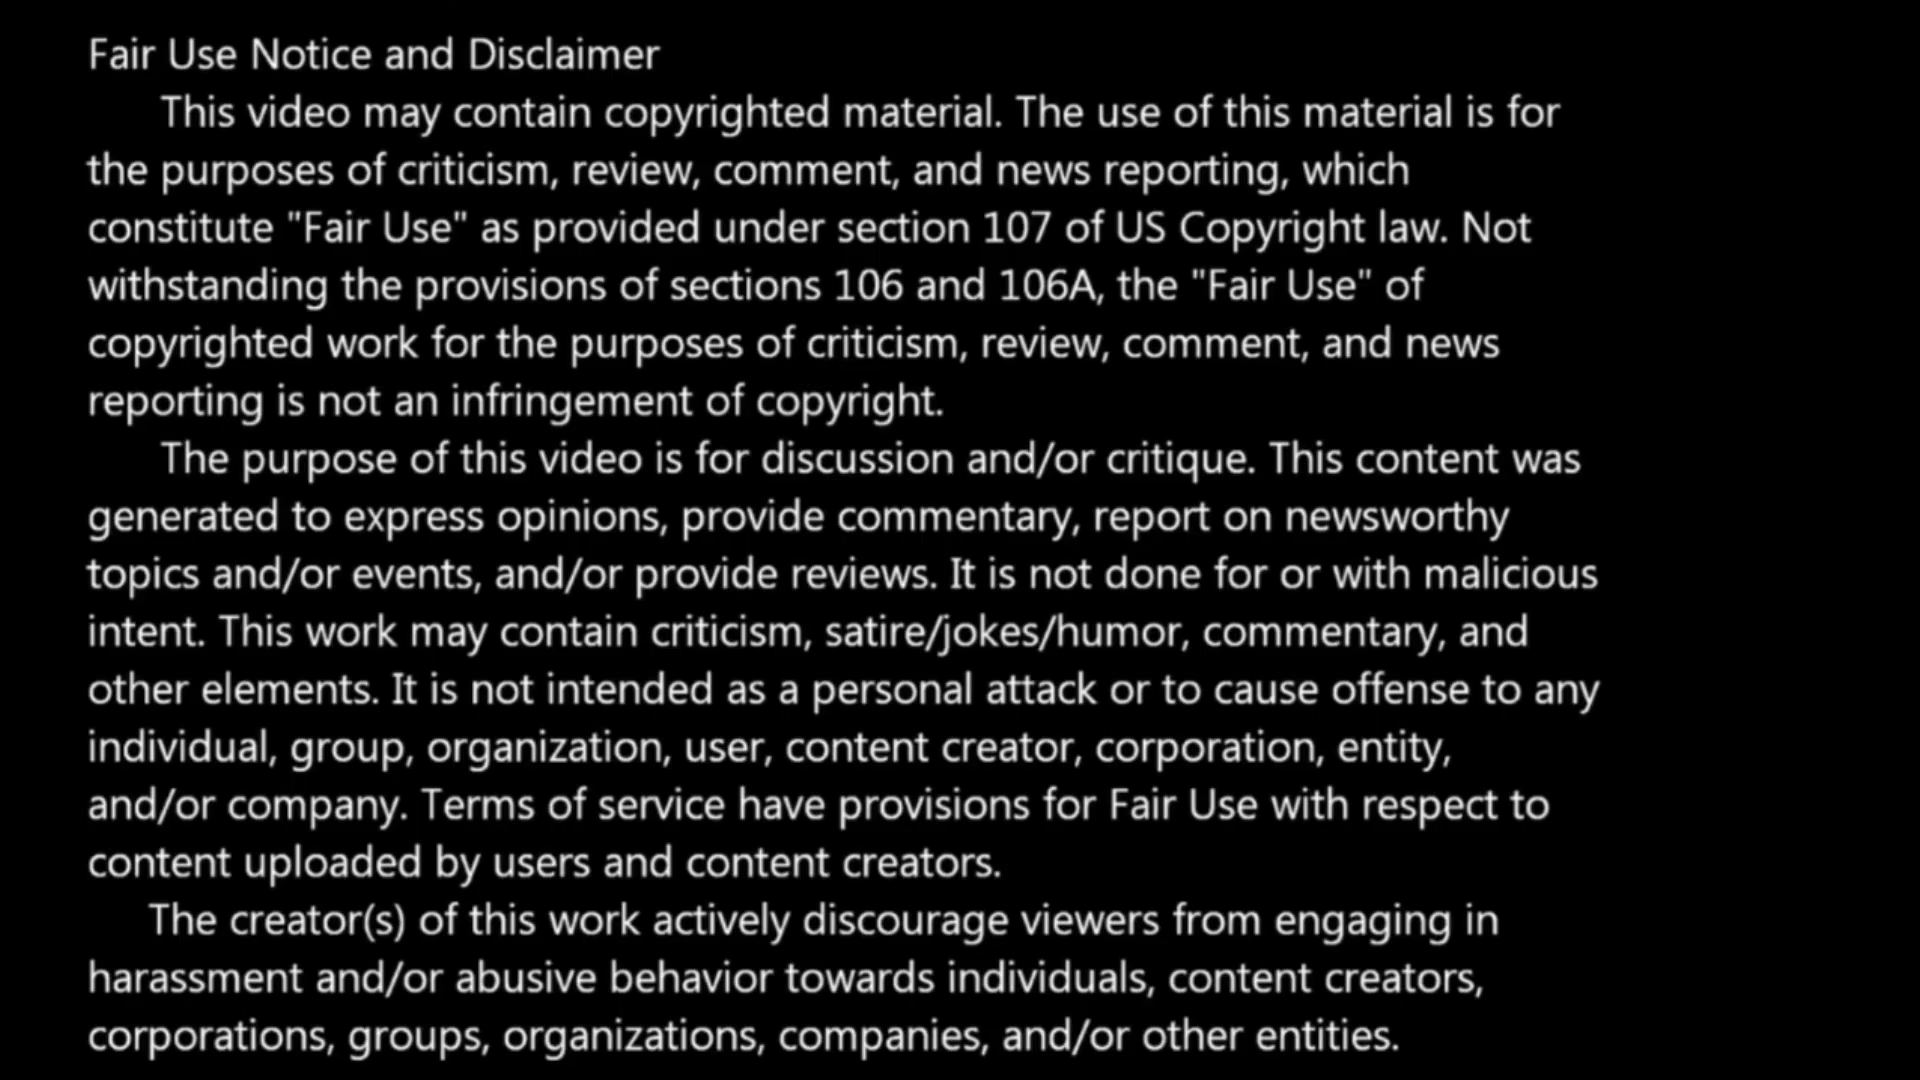 Fair Use Notice and Disclaimer
This video may contain copyrighted material. The use of this material is for
the purposes of criticism, review, comment, and news reporting, which
constitute "Fair Use" as provided under section 107 of US Copyright law. Not
withstanding the provisions of sections 106 and 106A, the "Fair Use" of
copyrighted work for the purposes of criticism, review, comment, and news
reporting is not an infringement of copyright.
The purpose of this video is for discussion and/or critique. This content was
generated to express opinions, provide commentary, report on newsworthy
topics and/or events, and/or provide reviews. It is not done for or with malicious
intent. This work may contain criticism, satire/jokes/humor, commentary, and
other elements. It is not intended as a personal attack or to cause offense to any
individual, group, organization, user, content creator, corporation, entity,
and/or company. Terms of service have provisions for Fair Use with respect to
content uploaded by users and content creators.
The creator(s) of this work actively discourage viewers from engaging in
harassment and/or abusive behavior towards individuals, content creators,
corporations, groups, organizations, companies, and/or other entities.